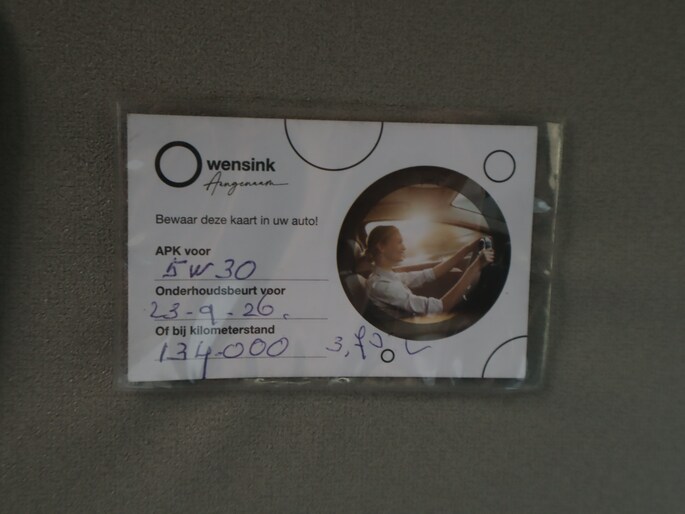 wensink
Aangenaam
Bewaar deze kaart in uw auto!
APK voor
5W30
Onderhoudsbeurt voor
23-9-26.
Of bij kilometerstand
134.000